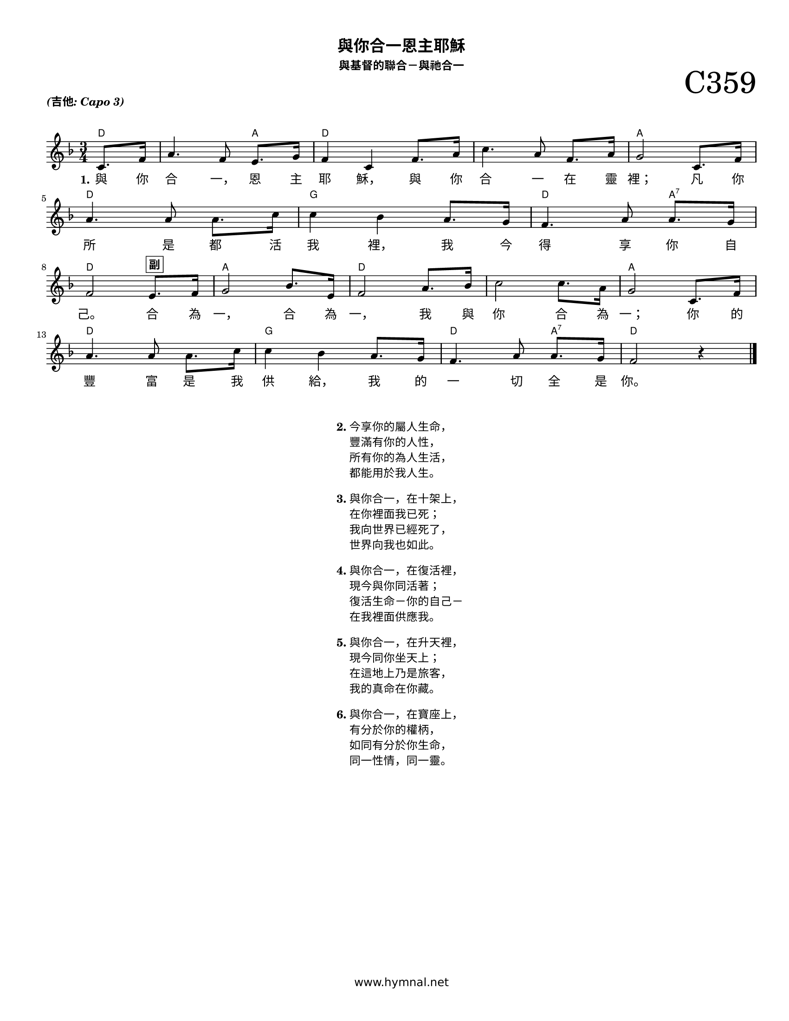 與你合一恩主耶穌
與基督的聯合－與祂合一
C359
(吉他: Capo 3)
D A D A
3 4
1. 與 你 合 一， 恩 主 耶 穌， 與 你 合 一 在 靈 裡； 凡 你
5 D G D A7
所 是 都 活 我 裡， 我 今 得 享 你 自
8 D 副 A D A
己。 合 為 一， 合 為 一， 我 與 你 合 為 一； 你 的
13 D G D A7 D
豐 富 是 我 供 給， 我 的 一 切 全 是 你。
2. 今享你的屬人生命，
豐滿有你的人性，
所有你的為人生活，
都能用於我人生。
3. 與你合一，在十架上，
在你裡面我已死；
我向世界已經死了，
世界向我也如此。
4. 與你合一，在復活裡，
現今與你同活著；
復活生命－你的自己－
在我裡面供應我。
5. 與你合一，在升天裡，
現今同你坐天上；
在這地上乃是旅客，
我的真命在你藏。
6. 與你合一，在寶座上，
有分於你的權柄，
如同有分於你生命，
同一性情，同一靈。
www.hymnal.net